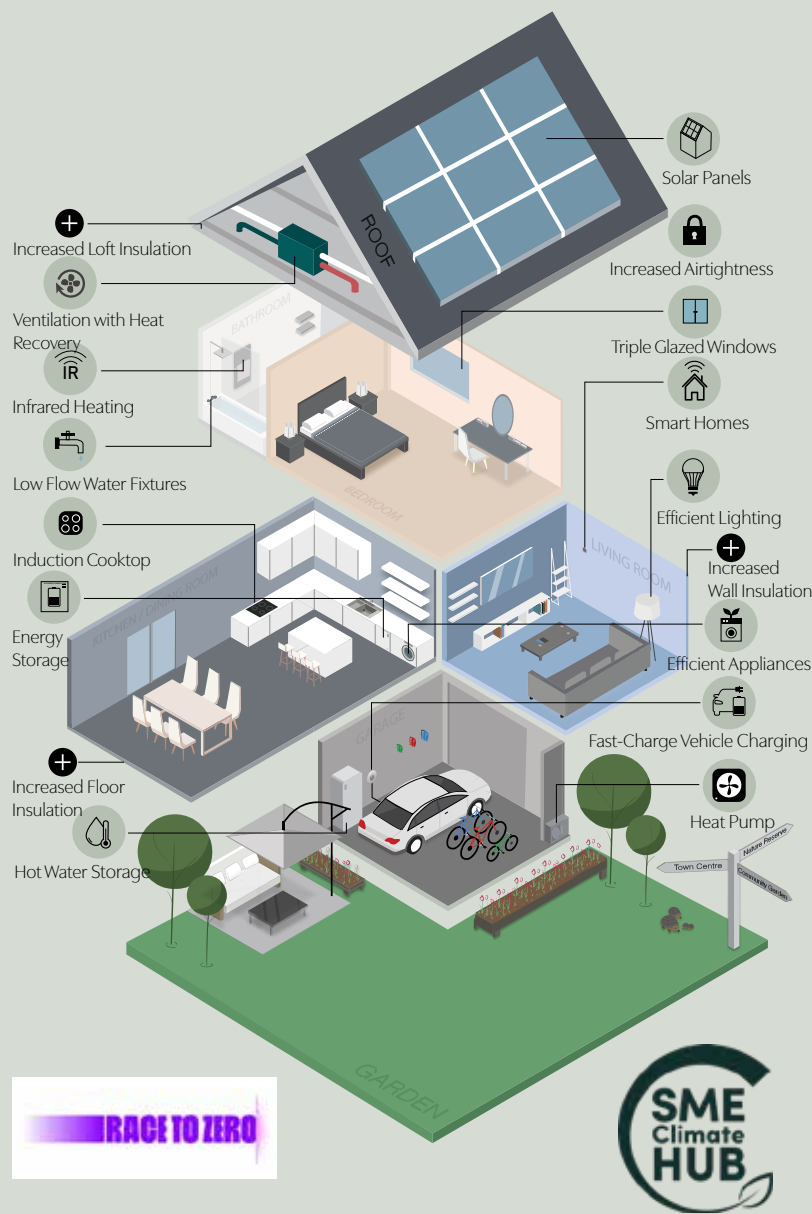 Solar Panels
ROOF
Increased Loft Insulation
Increased Airtightness
BATHROOM
Ventilation with Heat
Recovery
Triple Glazed Windows
IR
Infrared Heating
Smart Homes
Low Flow Water Fixtures
BEDROOM
Efficient Lighting
Induction Cooktop
LIVING ROOM
Increased
Wall Insulation
KITCHEN / DINING ROOM
Energy
Storage
Efficient Appliances
GARAGE
Fast-Charge Vehicle Charging
Increased Floor
Insulation
Heat Pump
Hot Water Storage
Nature Reserve
Town Centre
Community Garden
GARDEN
RACE TO ZERO
SME
Climate
HUB